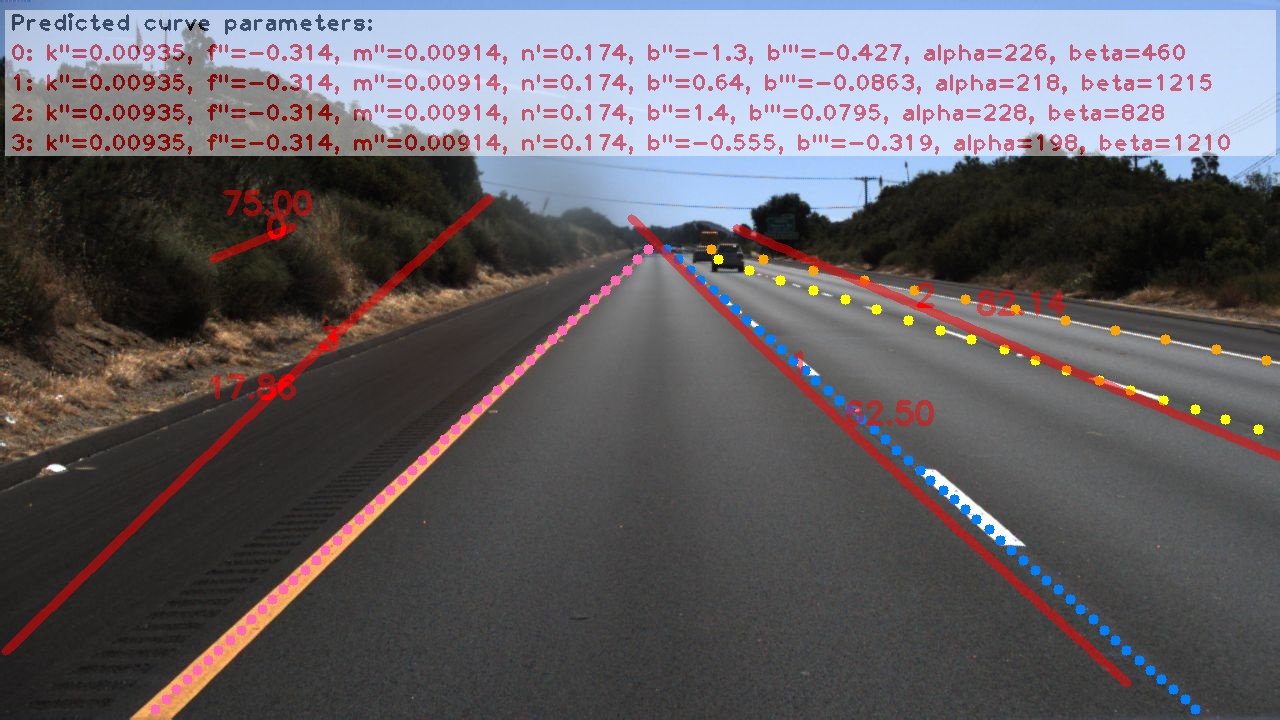 Predicted curve parameters:
0: k''=0.00935, f''=-0.314, m''=0.00914, n'=0.174, b''=-1.3, b'''=-0.427, alpha=226, beta=460
1: k''=0.00935, f''=-0.314, m''=0.00914, n'=0.174, b''=0.64, b'''=-0.0863, alpha=218, beta=1215
2: k''=0.00935, f''=-0.314, m''=0.00914, n'=0.174, b''=1.4, b'''=0.0795, alpha=228, beta=828
3: k''=0.00935, f''=-0.314, m''=0.00914, n'=0.174, b''=-0.555, b'''=-0.319, alpha=198, beta=1210
75.00
0
2
82.14
3
1
17.86
82.50